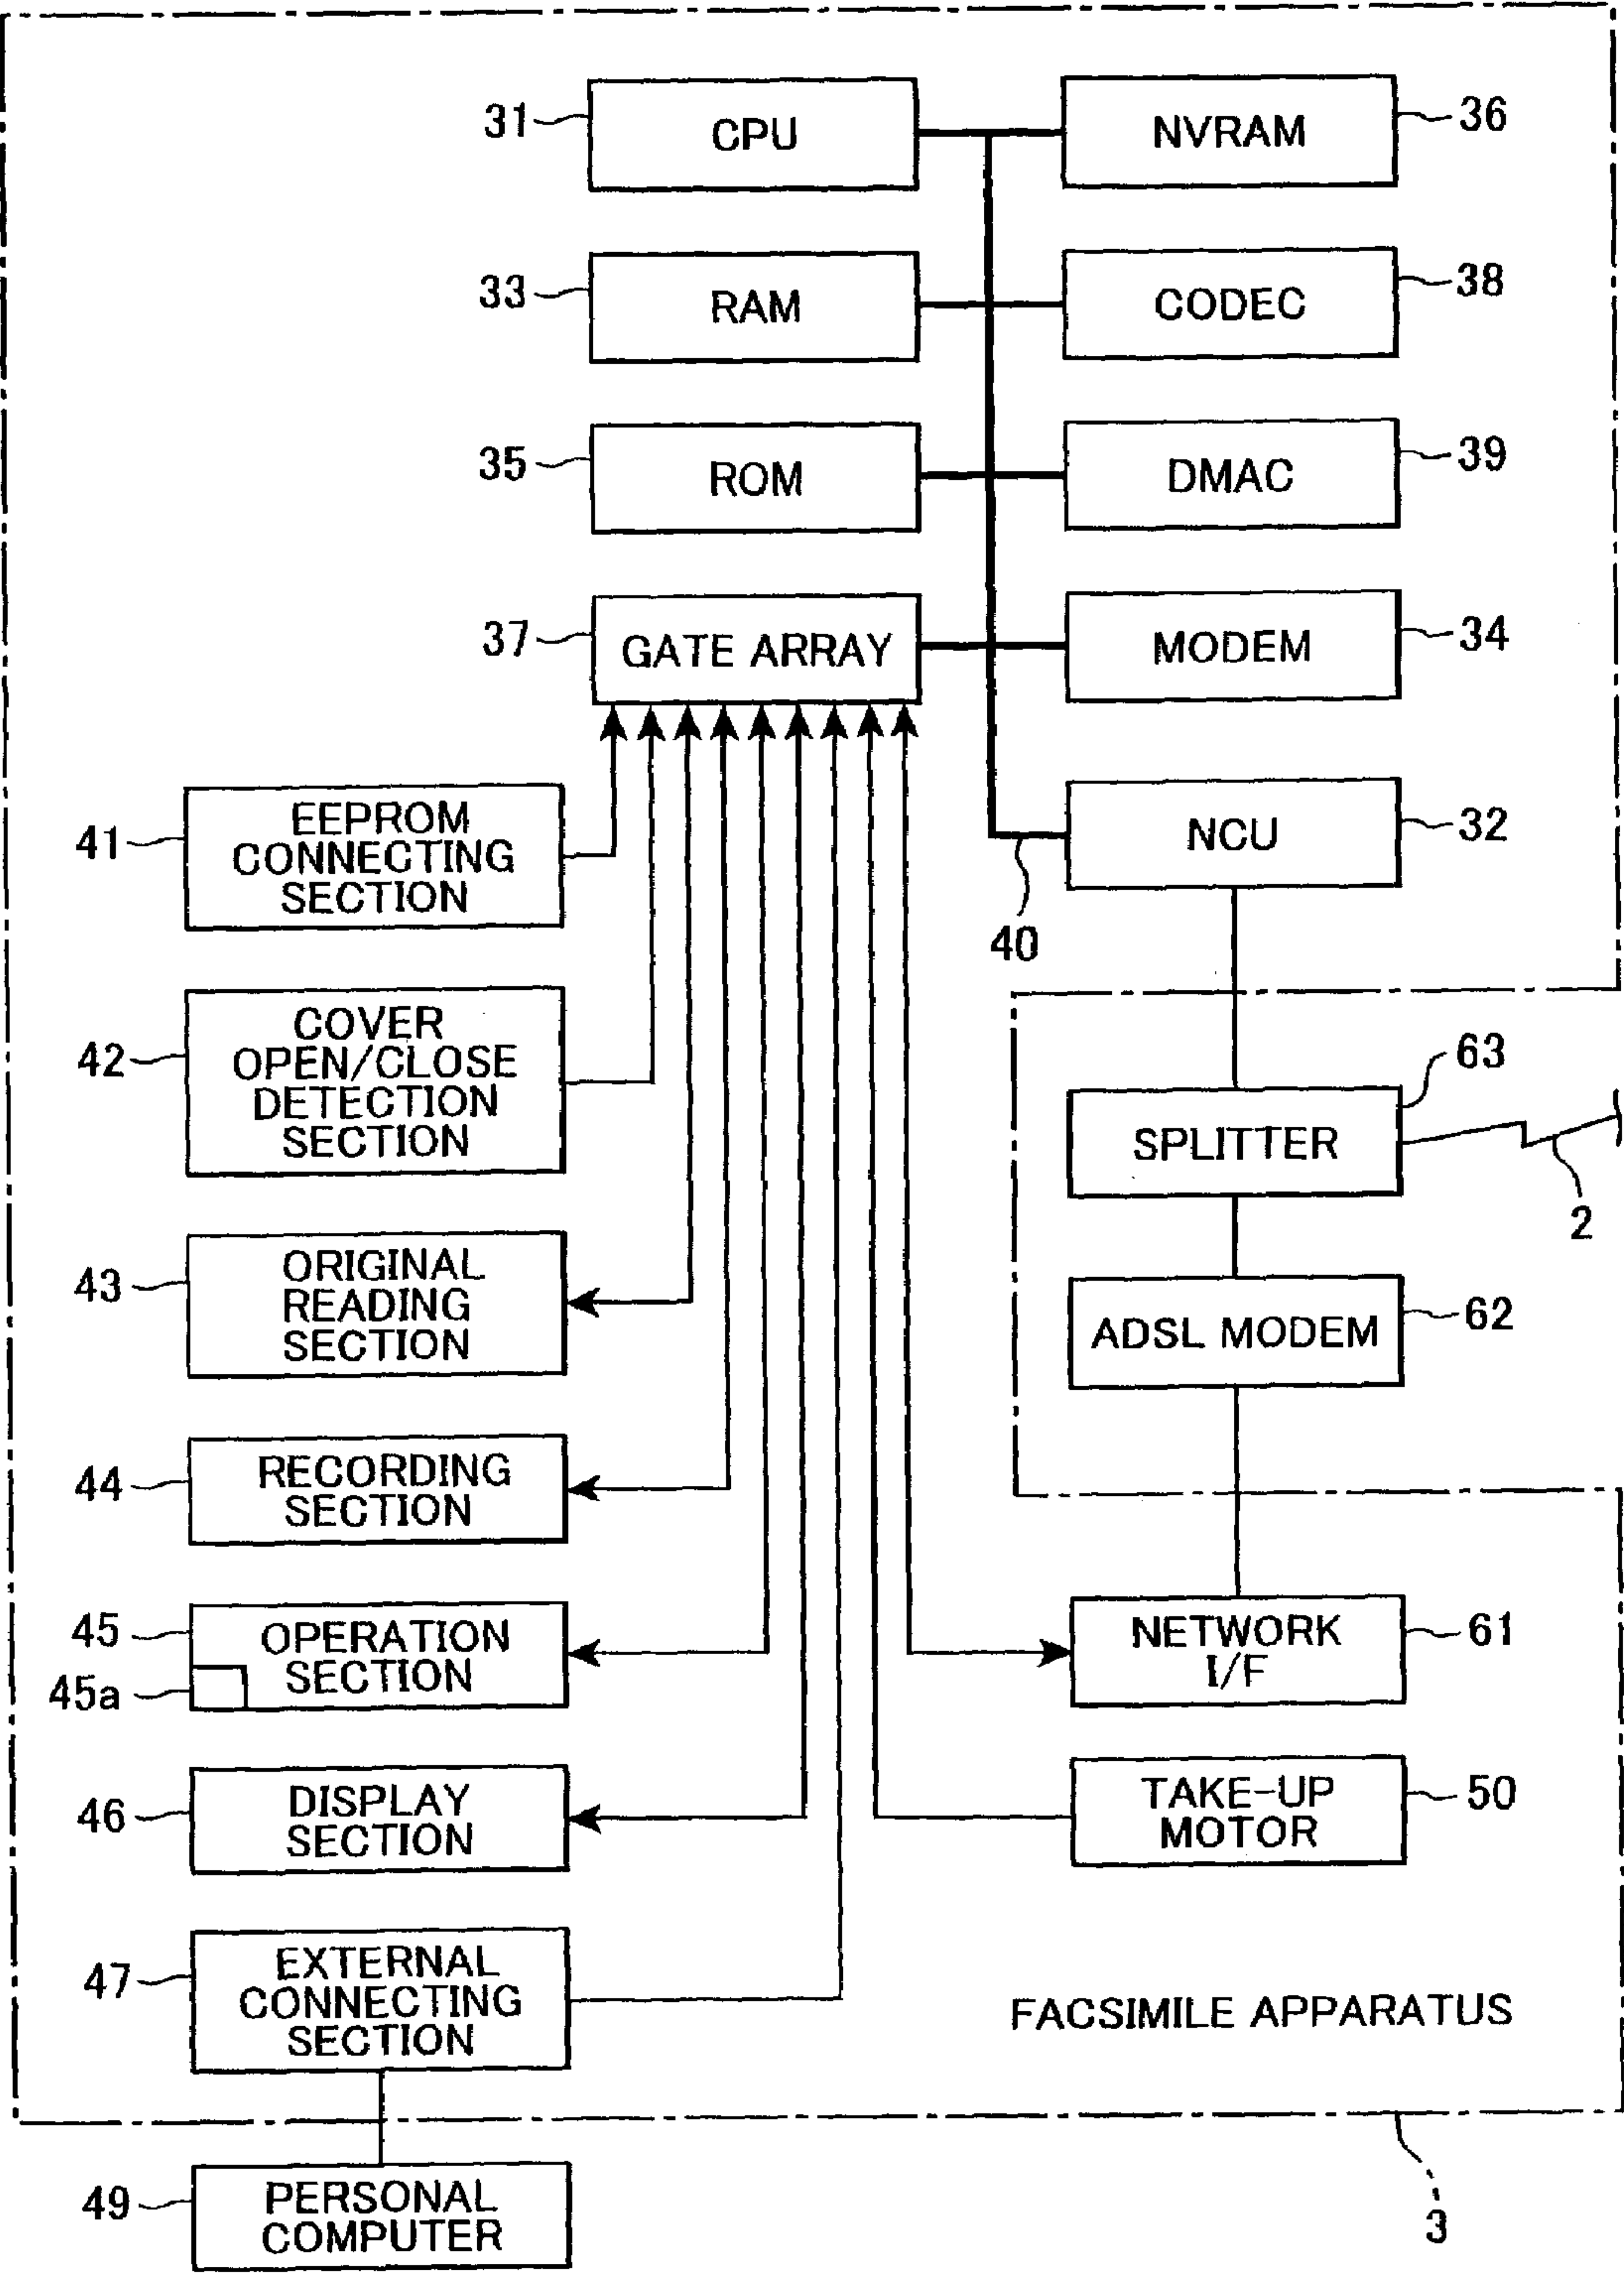 31
CPU
NVRAM
36
33
RAM
CODEC
38
35
ROM
DMAC
39
37
GATE ARRAY
MODEM
34
41
EEPROM
CONNECTING
SECTION
NCU
32
40
42
COVER
OPEN/CLOSE
DETECTION
SECTION
63
SPLITTER
2
43
ORIGINAL
READING
SECTION
ADSL MODEM
62
44
RECORDING
SECTION
45
45a
OPERATION
SECTION
NETWORK
I/F
61
46
DISPLAY
SECTION
TAKE-UP
MOTOR
50
47
EXTERNAL
CONNECTING
SECTION
FACSIMILE APPARATUS
49
PERSONAL
COMPUTER
3